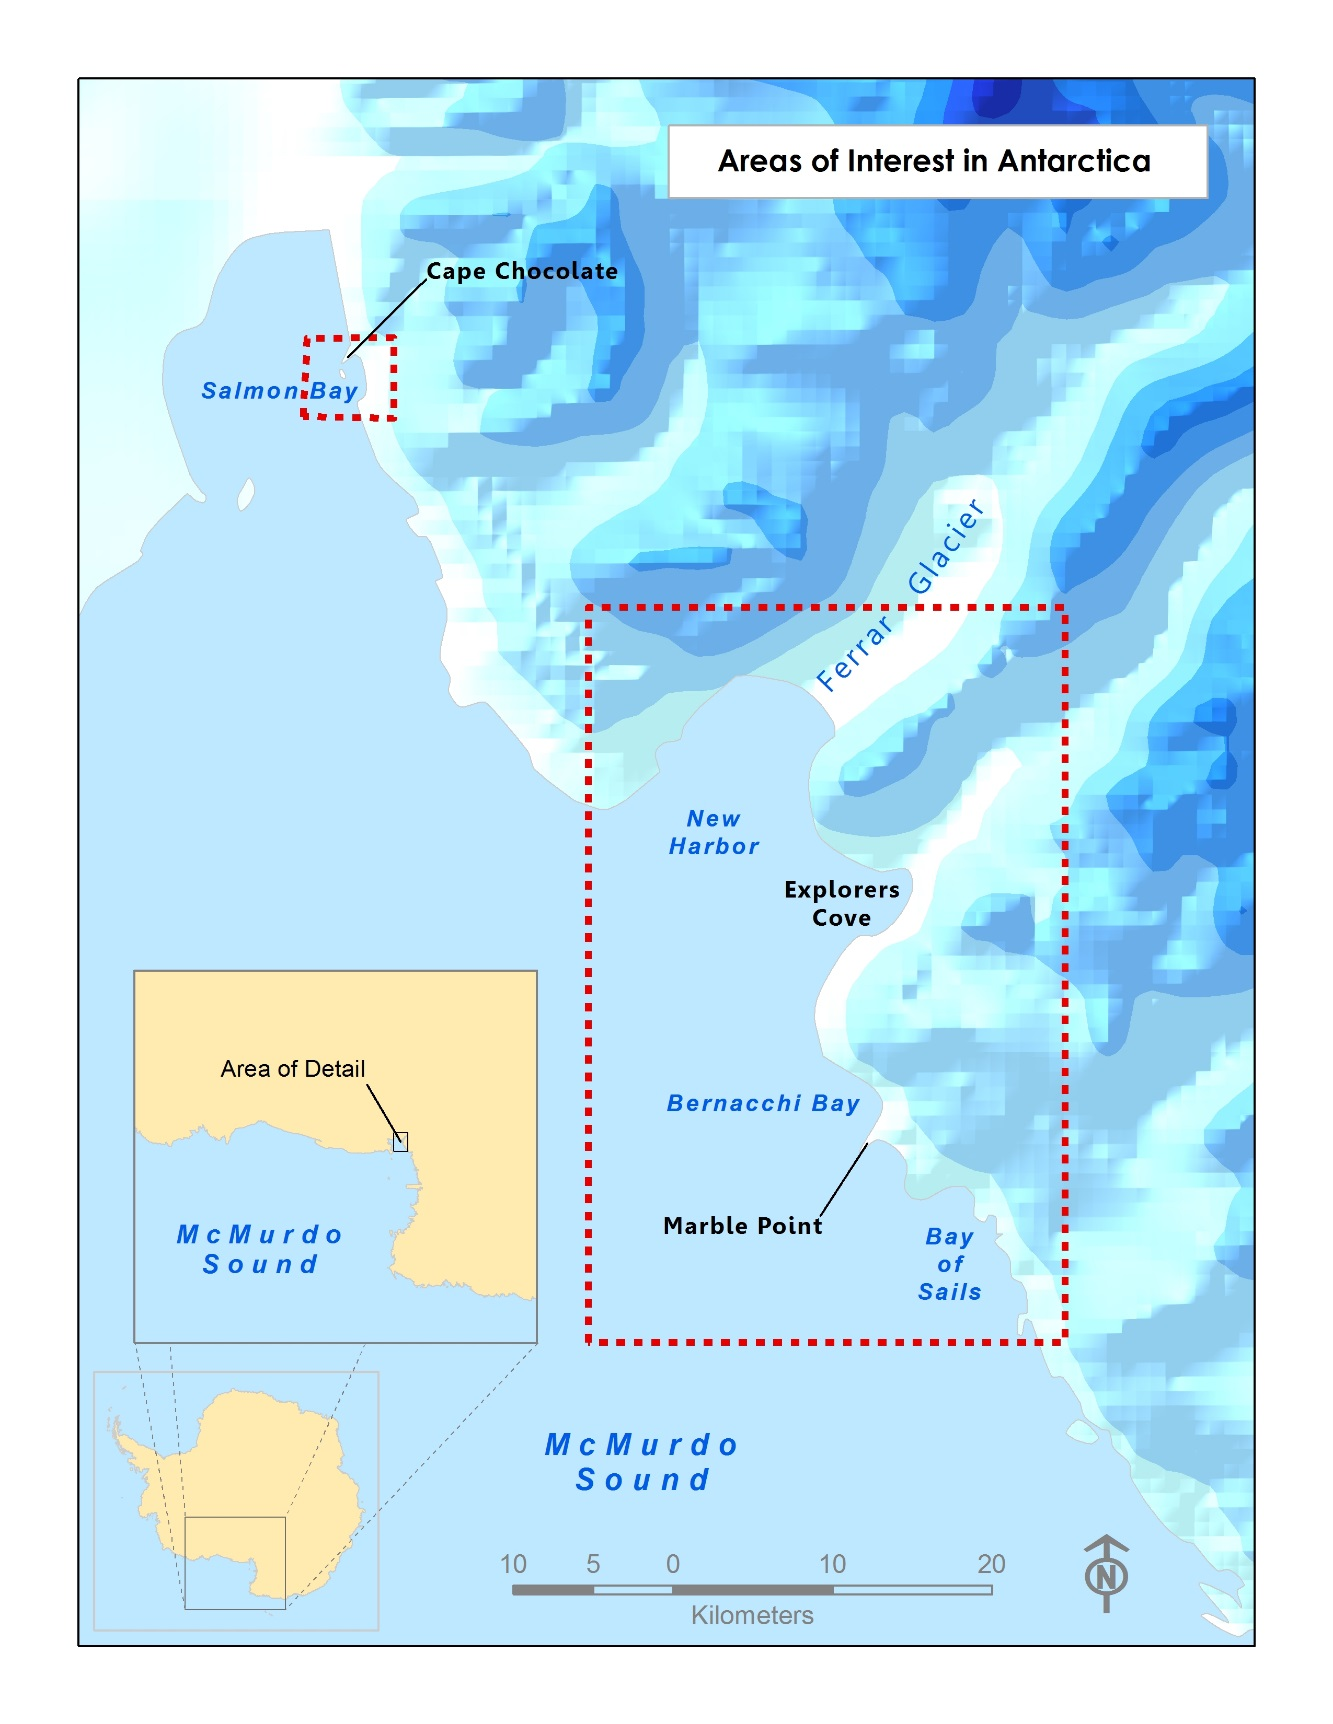 Areas of Interest in Antarctica
Cape Chocolate
Salmon Bay
Ferrar Glacier
New
Harbor
Explorers
Cove
Bernacchi Bay
Marble Point
Bay
of
Sails
Area of Detail
McMurdo
Sound
McMurdo
Sound
10 5 0 10 20
Kilometers
N